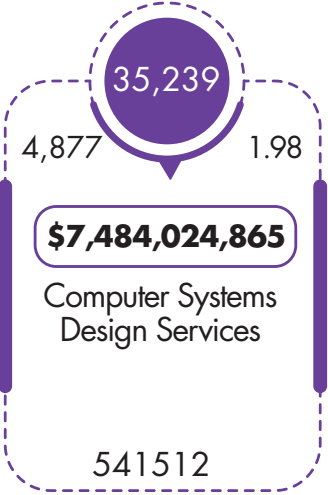 35,239
4,877
1.98
$7,484,024,865
Computer Systems
Design Services
541512